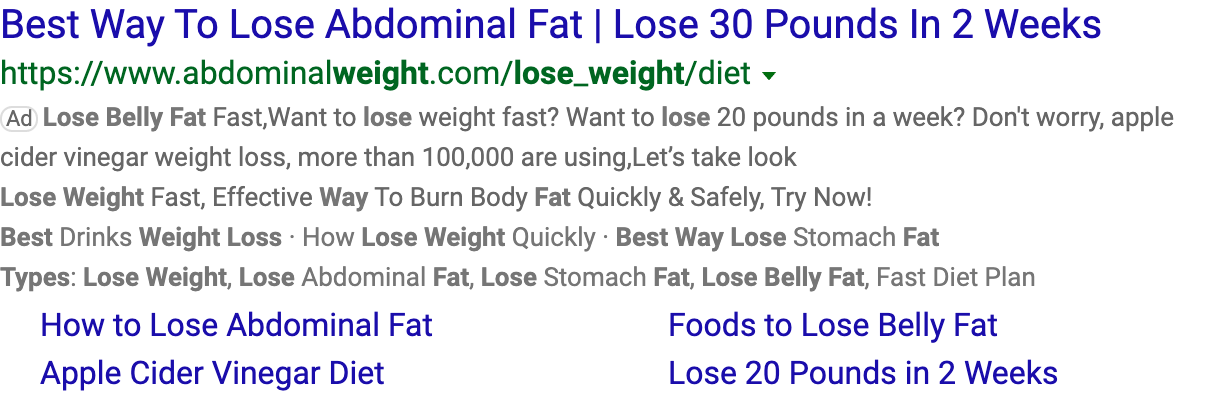 Best Way To Lose Abdominal Fat | Lose 30 Pounds In 2 Weeks
https://www.abdominalweight.com/lose_weight/diet
Ad Lose Belly Fat Fast,Want to lose weight fast? Want to lose 20 pounds in a week? Don't worry, apple
cider vinegar weight loss, more than 100,000 are using,Let’s take look
Lose Weight Fast, Effective Way To Burn Body Fat Quickly & Safely, Try Now!
Best Drinks Weight Loss · How Lose Weight Quickly · Best Way Lose Stomach Fat
Types: Lose Weight, Lose Abdominal Fat, Lose Stomach Fat, Lose Belly Fat, Fast Diet Plan
How to Lose Abdominal Fat
Foods to Lose Belly Fat
Apple Cider Vinegar Diet
Lose 20 Pounds in 2 Weeks